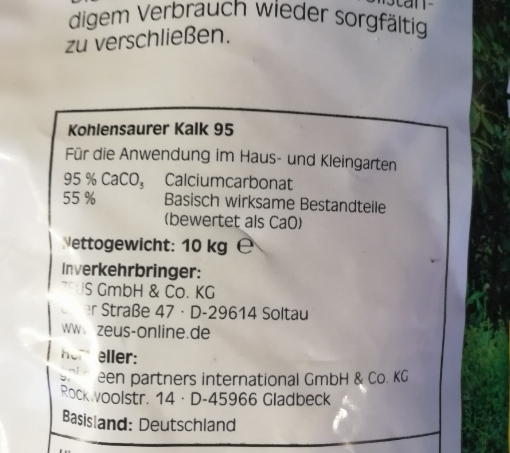 digem Verbrauch wieder sorgfältig
zu verschließen.
Kohlensaurer Kalk 95
Für die Anwendung im Haus- und Kleingarten
95 % CaCO₃ Calciumcarbonat
55 % Basisch wirksame Bestandteile
(bewertet als CaO)
Nettogewicht: 10 kg ℮
Inverkehrbringer:
GmbH & Co. KG
Straße 47 · D-29614 Soltau
zeus-online.de
een partners international GmbH & Co. KG
Rockwoolstr. 14 · D-45966 Gladbeck
Basisland: Deutschland